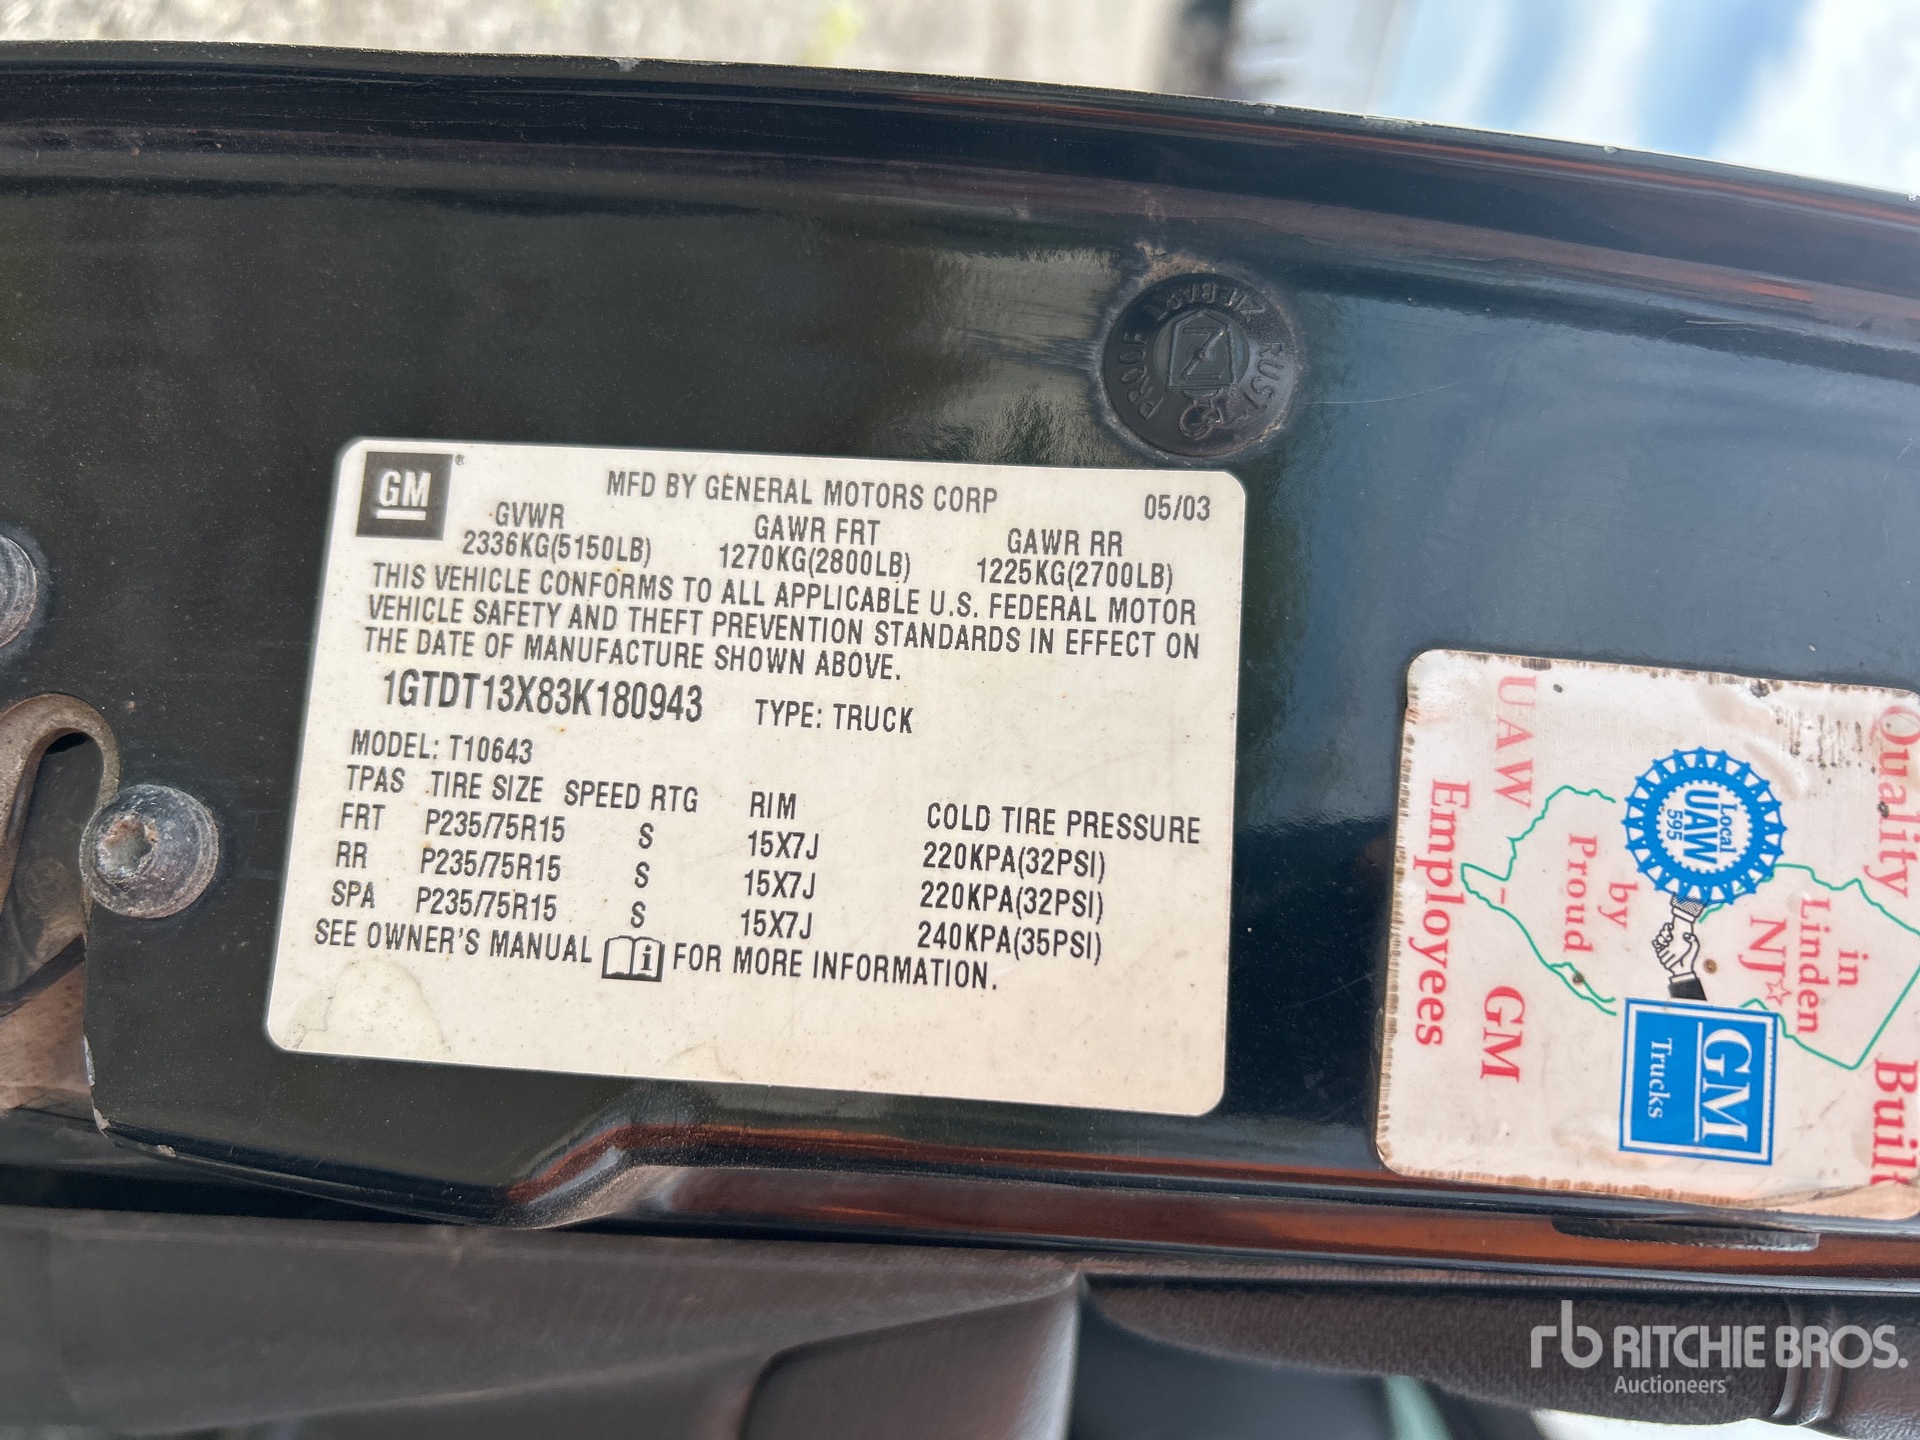 ZIEBART RUST PROOF
GM®
MFD BY GENERAL MOTORS CORP 05/03
GVWR GAWR FRT GAWR RR
2336KG(5150LB) 1270KG(2800LB) 1225KG(2700LB)
THIS VEHICLE CONFORMS TO ALL APPLICABLE U.S. FEDERAL MOTOR
VEHICLE SAFETY AND THEFT PREVENTION STANDARDS IN EFFECT ON
THE DATE OF MANUFACTURE SHOWN ABOVE.
1GTDT13X83K180943 TYPE: TRUCK
MODEL: T10643
TPAS TIRE SIZE SPEED RTG RIM COLD TIRE PRESSURE
FRT P235/75R15 S 15X7J 220KPA(32PSI)
RR P235/75R15 S 15X7J 220KPA(32PSI)
SPA P235/75R15 S 15X7J 240KPA(35PSI)
SEE OWNER'S MANUAL i FOR MORE INFORMATION.
Quality Built
in
Linden
NJ
Local
UAW
595
GM
Trucks
by
Proud
UAW - GM
Employees
rb RITCHIE BROS.
Auctioneers